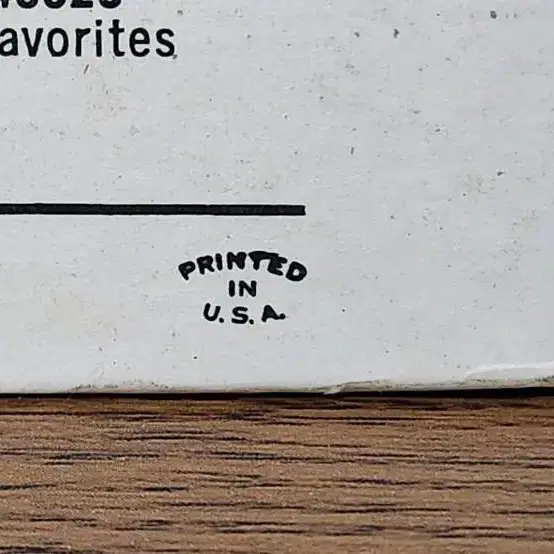 avorites
PRINTED
IN
U. S. A.